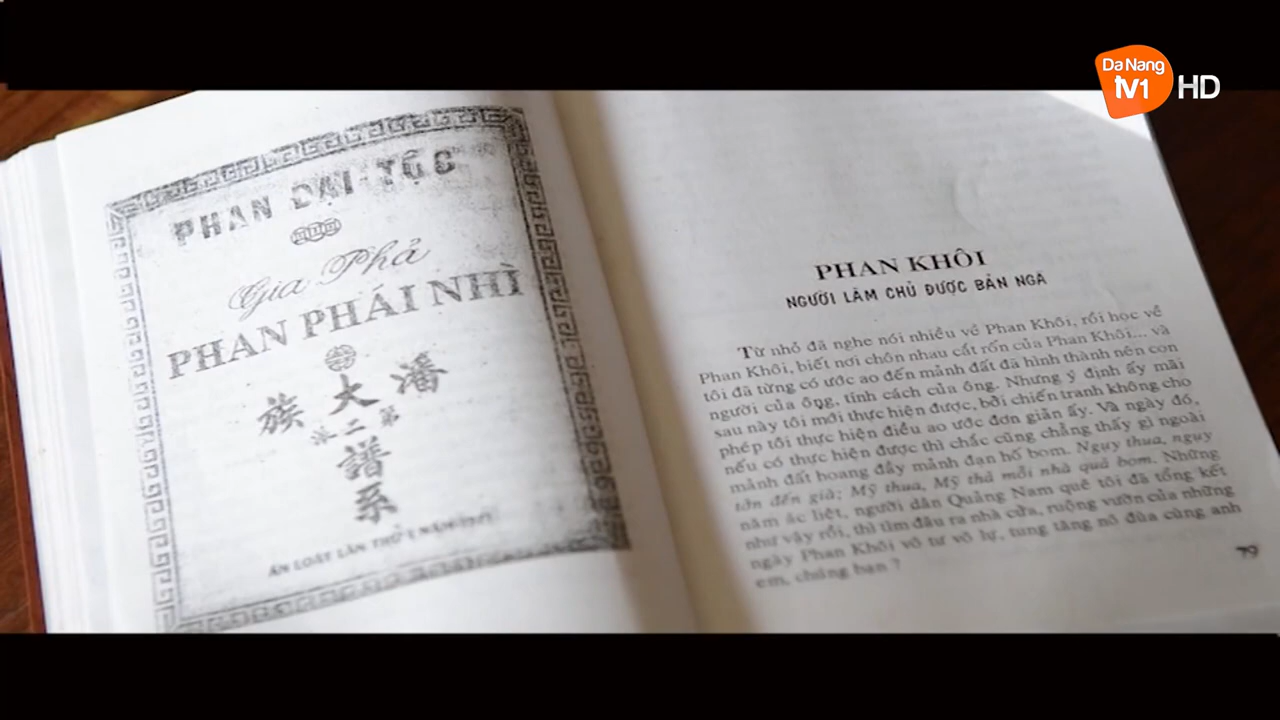 Da Nang
TV1 HD
PHAN ĐẠI-TỘC
Gia Phả
PHAN PHÁI NHÌ
族 大 潘
派 二 第
譜
系
ẤN LOÁT LẦN THỨ 1 NĂM
PHAN KHÔI
NGƯỜI LÀM CHỦ ĐƯỢC BẢN NGÃ
Từ nhỏ đã nghe nói nhiều về Phan Khôi, rồi học về
Phan Khôi, biết nơi chôn nhau cắt rốn của Phan Khôi... và
tôi đã từng có ước ao đến mảnh đất đã hình thành nên con
người của ông, tính cách của ông. Nhưng ý định ấy mãi
sau này tôi mới thực hiện được, bởi chiến tranh không cho
phép tôi thực hiện điều ao ước đơn giản ấy. Và ngày đó,
nếu có thực hiện được thì chắc cũng chẳng thấy gì ngoài
mảnh đất hoang đầy mảnh đạn hố bom. Ngụy thua, ngụy
tràn đến già; Mỹ thua, Mỹ thả mỗi nhà quả bom. Những
năm ác liệt, người dân Quảng Nam quê tôi đã tổng kết
như vậy rồi, thì tìm đâu ra nhà cửa, ruộng vườn của những
ngày Phan Khôi vô tư vô lự, tung tăng nô đùa cùng anh
em, chúng bạn ?
79